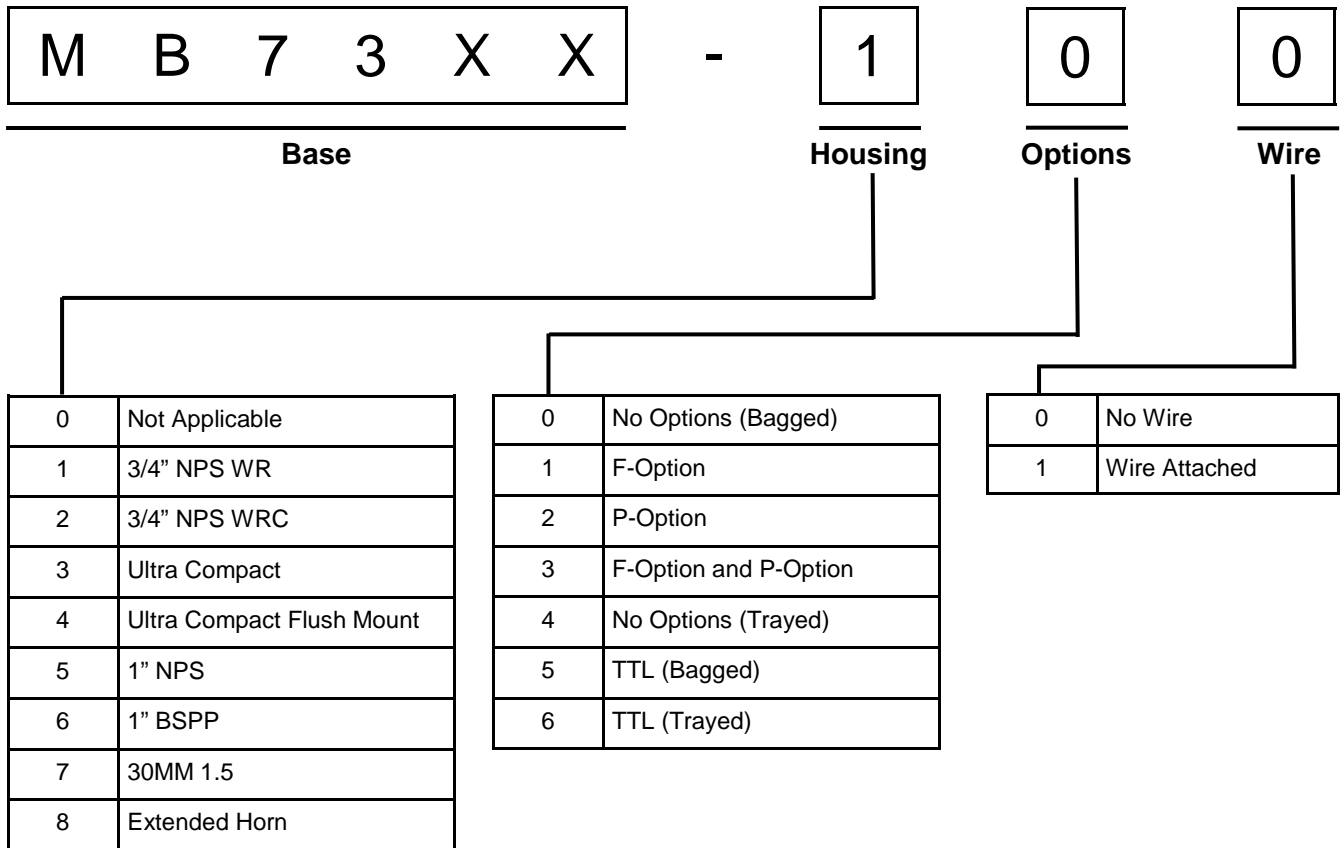 M B 7 3 X X - 1 0 0
Base Housing Options Wire
0 Not Applicable
1 3/4” NPS WR
2 3/4” NPS WRC
3 Ultra Compact
4 Ultra Compact Flush Mount
5 1” NPS
6 1” BSPP
7 30MM 1.5
8 Extended Horn
0 No Options (Bagged)
1 F-Option
2 P-Option
3 F-Option and P-Option
4 No Options (Trayed)
5 TTL (Bagged)
6 TTL (Trayed)
0 No Wire
1 Wire Attached